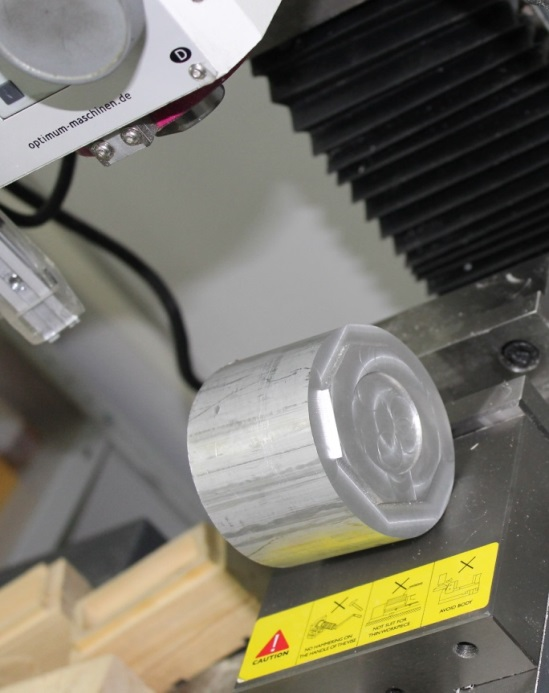 D
optimum-maschinen.de
CAUTION
NO HAMMERING ON
THE HANDLE OF THE VISE
NOT SUIT FOR
THIN WORKPIECE
AVOID BODY